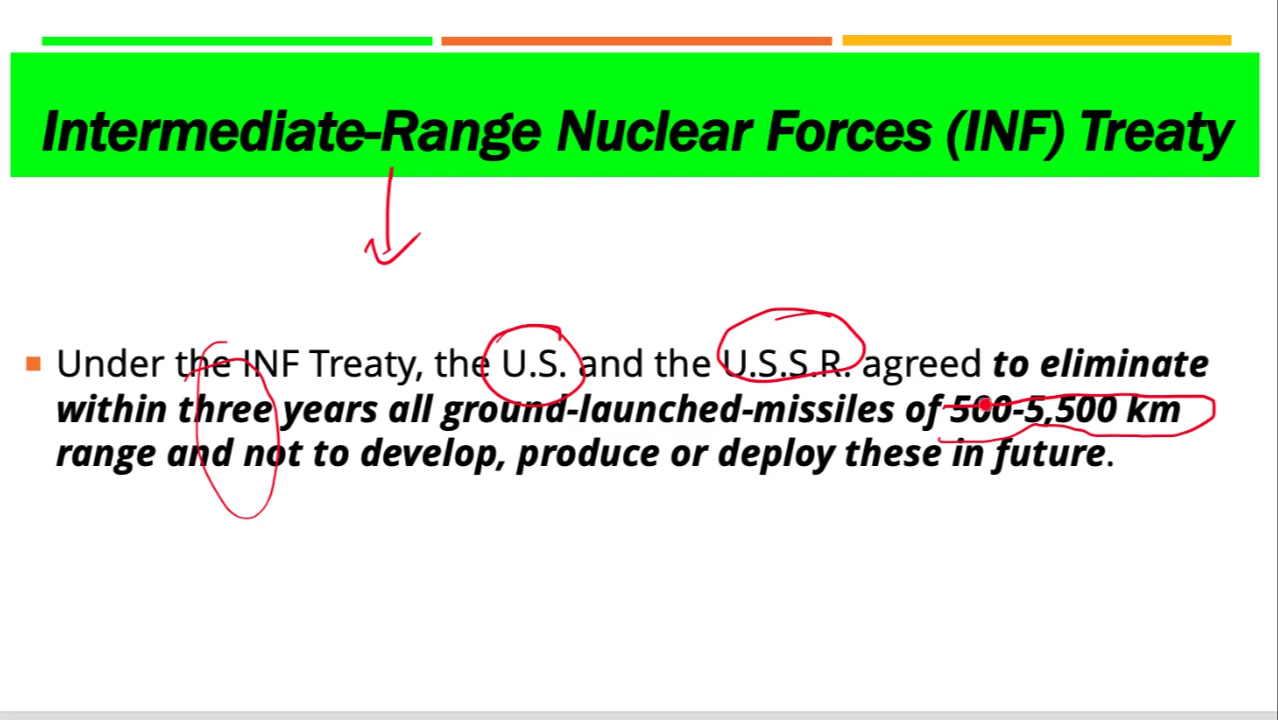 Intermediate-Range Nuclear Forces (INF) Treaty
Under the INF Treaty, the U.S. and the U.S.S.R. agreed to eliminate
within three years all ground-launched-missiles of 500-5,500 km
range and not to develop, produce or deploy these in future.